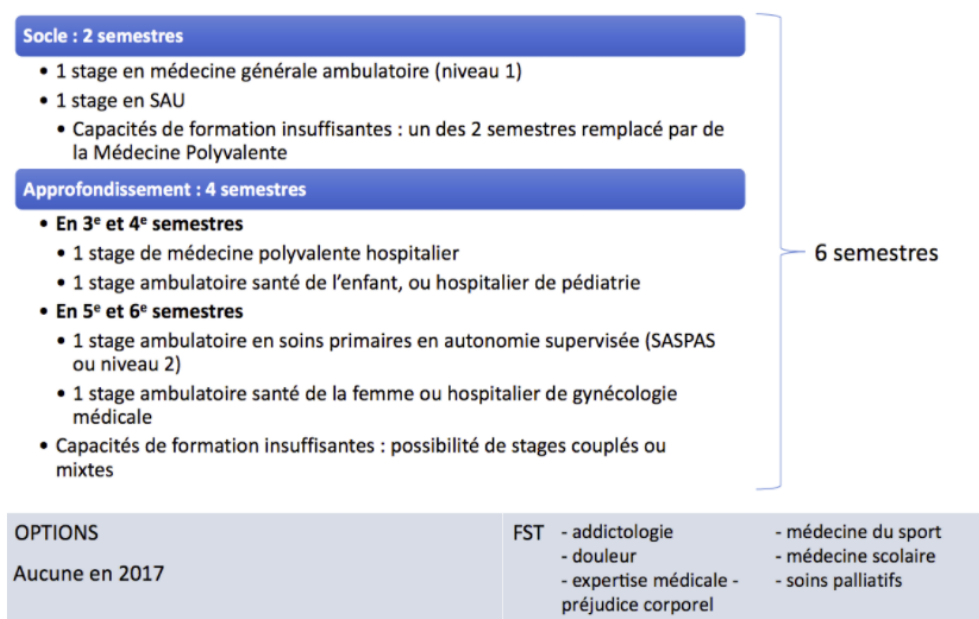 Socle : 2 semestres
• 1 stage en médecine générale ambulatoire (niveau 1)
• 1 stage en SAU
• Capacités de formation insuffisantes : un des 2 semestres remplacé par de
la Médecine Polyvalente
Approfondissement : 4 semestres
• En 3e et 4e semestres
• 1 stage de médecine polyvalente hospitalier
• 1 stage ambulatoire santé de l’enfant, ou hospitalier de pédiatrie
• En 5e et 6e semestres
• 1 stage ambulatoire en soins primaires en autonomie supervisée (SASPAS
ou niveau 2)
• 1 stage ambulatoire santé de la femme ou hospitalier de gynécologie
médicale
• Capacités de formation insuffisantes : possibilité de stages couplés ou
mixtes
6 semestres
OPTIONS
Aucune en 2017
FST
- addictologie
- douleur
- expertise médicale -
préjudice corporel
- médecine du sport
- médecine scolaire
- soins palliatifs